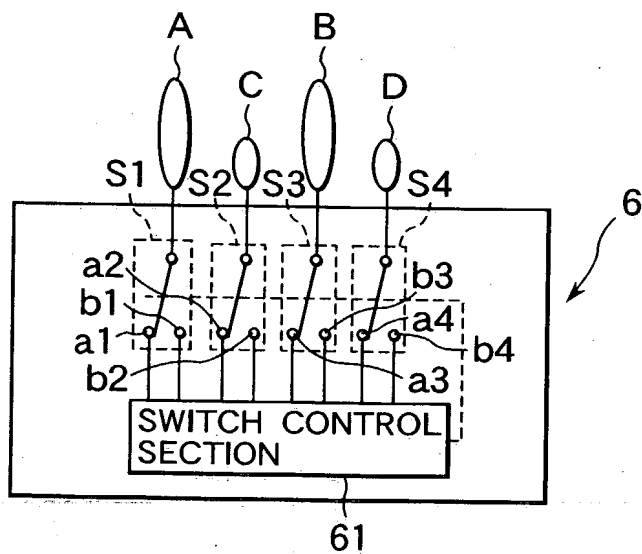 A
B
C
D
S1
S2
S3
S4
6
a2
b3
b1
a1
a4
b2
a3
b4
SWITCH CONTROL
SECTION
61